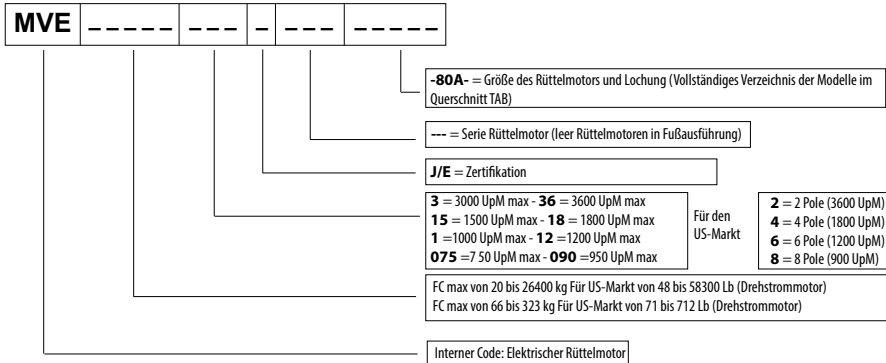 MVE _ _ _ _ _ _ _ _ _ _ _ _ _ _ _ _ _
-80A- = Größe des Rüttelmotors und Lochung (Vollständiges Verzeichnis der Modelle im
Querschnitt TAB)
--- = Serie Rüttelmotor (leer Rüttelmotoren in Fußausführung)
J/E = Zertifikation
3 = 3000 UpM max - 36 = 3600 UpM max
15 = 1500 UpM max - 18 = 1800 UpM max
1 =1000 UpM max - 12 =1200 UpM max
075 =7 50 UpM max - 090 =950 UpM max
Für den
US-Markt
2 = 2 Pole (3600 UpM)
4 = 4 Pole (1800 UpM)
6 = 6 Pole (1200 UpM)
8 = 8 Pole (900 UpM)
FC max von 20 bis 26400 kg Für US-Markt von 48 bis 58300 Lb (Drehstrommotor)
FC max von 66 bis 323 kg Für US-Markt von 71 bis 712 Lb (Drehstrommotor)
Interner Code: Elektrischer Rüttelmotor